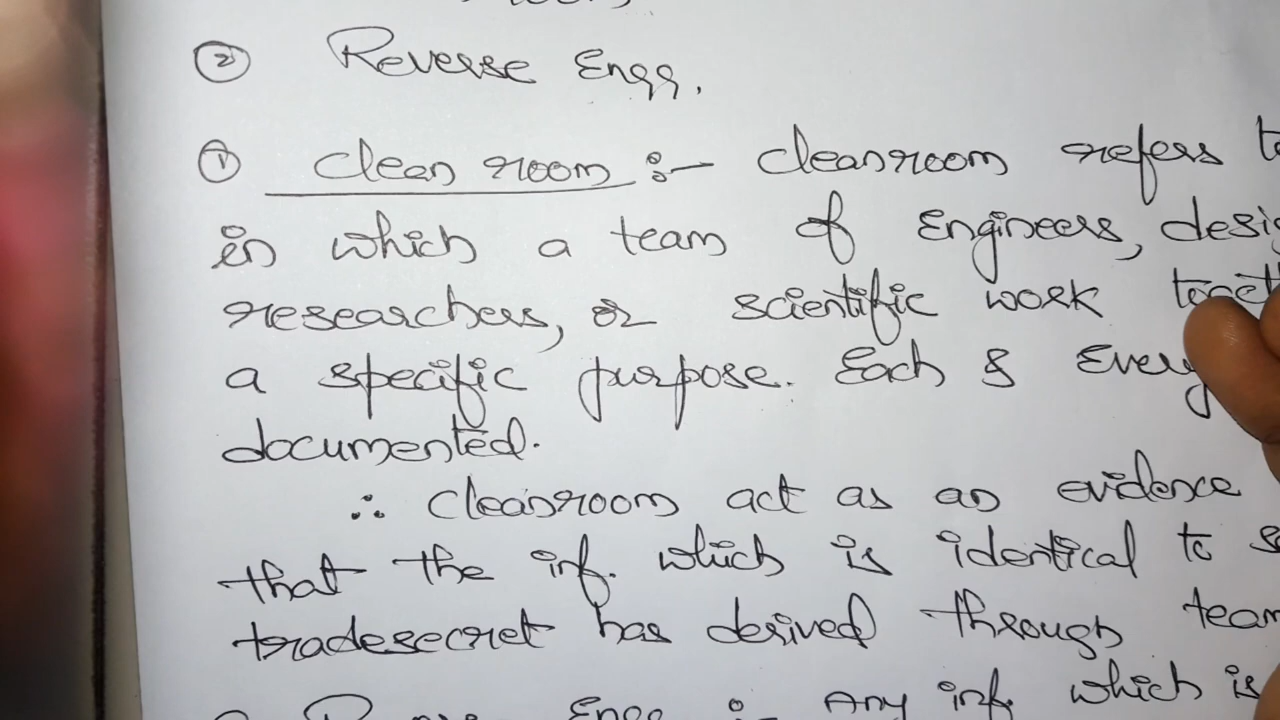 ② Reverse Engg.
① Clean room :- Cleanroom refers
in which a team of Engineers,
researchers, or scientific work
a specific purpose. Each & Every
documented.
∴ Cleanroom act as an evidence
that the inf. which is identical to
tradesecret has derived through team
Engg :- Any inf. which is